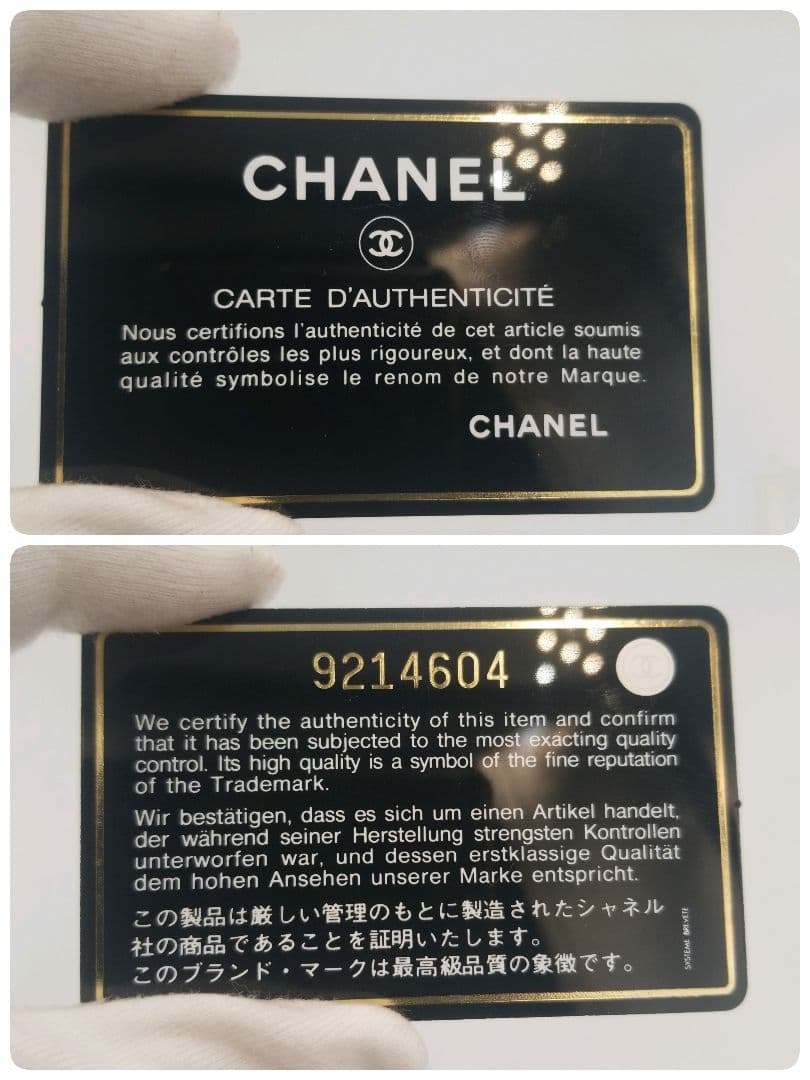 CHANEL
CARTE D'AUTHENTICITÉ
Nous certifions l'authenticité de cet article soumis
aux contrôles les plus rigoureux, et dont la haute
qualité symbolise le renom de notre Marque.
CHANEL
9214604
We certify the authenticity of this item and confirm
that it has been subjected to the most exacting quality
control. Its high quality is a symbol of the fine reputation
of the Trademark.
Wir bestätigen, dass es sich um einen Artikel handelt,
der während seiner Herstellung strengsten Kontrollen
unterworfen war, und dessen erstklassige Qualität
dem hohen Ansehen unserer Marke entspricht.
この製品は厳しい管理のもとに製造されたシャネル
社の商品であることを証明いたします。
このブランド・マークは最高級品質の象徴です。
SYSTEME BREVETE